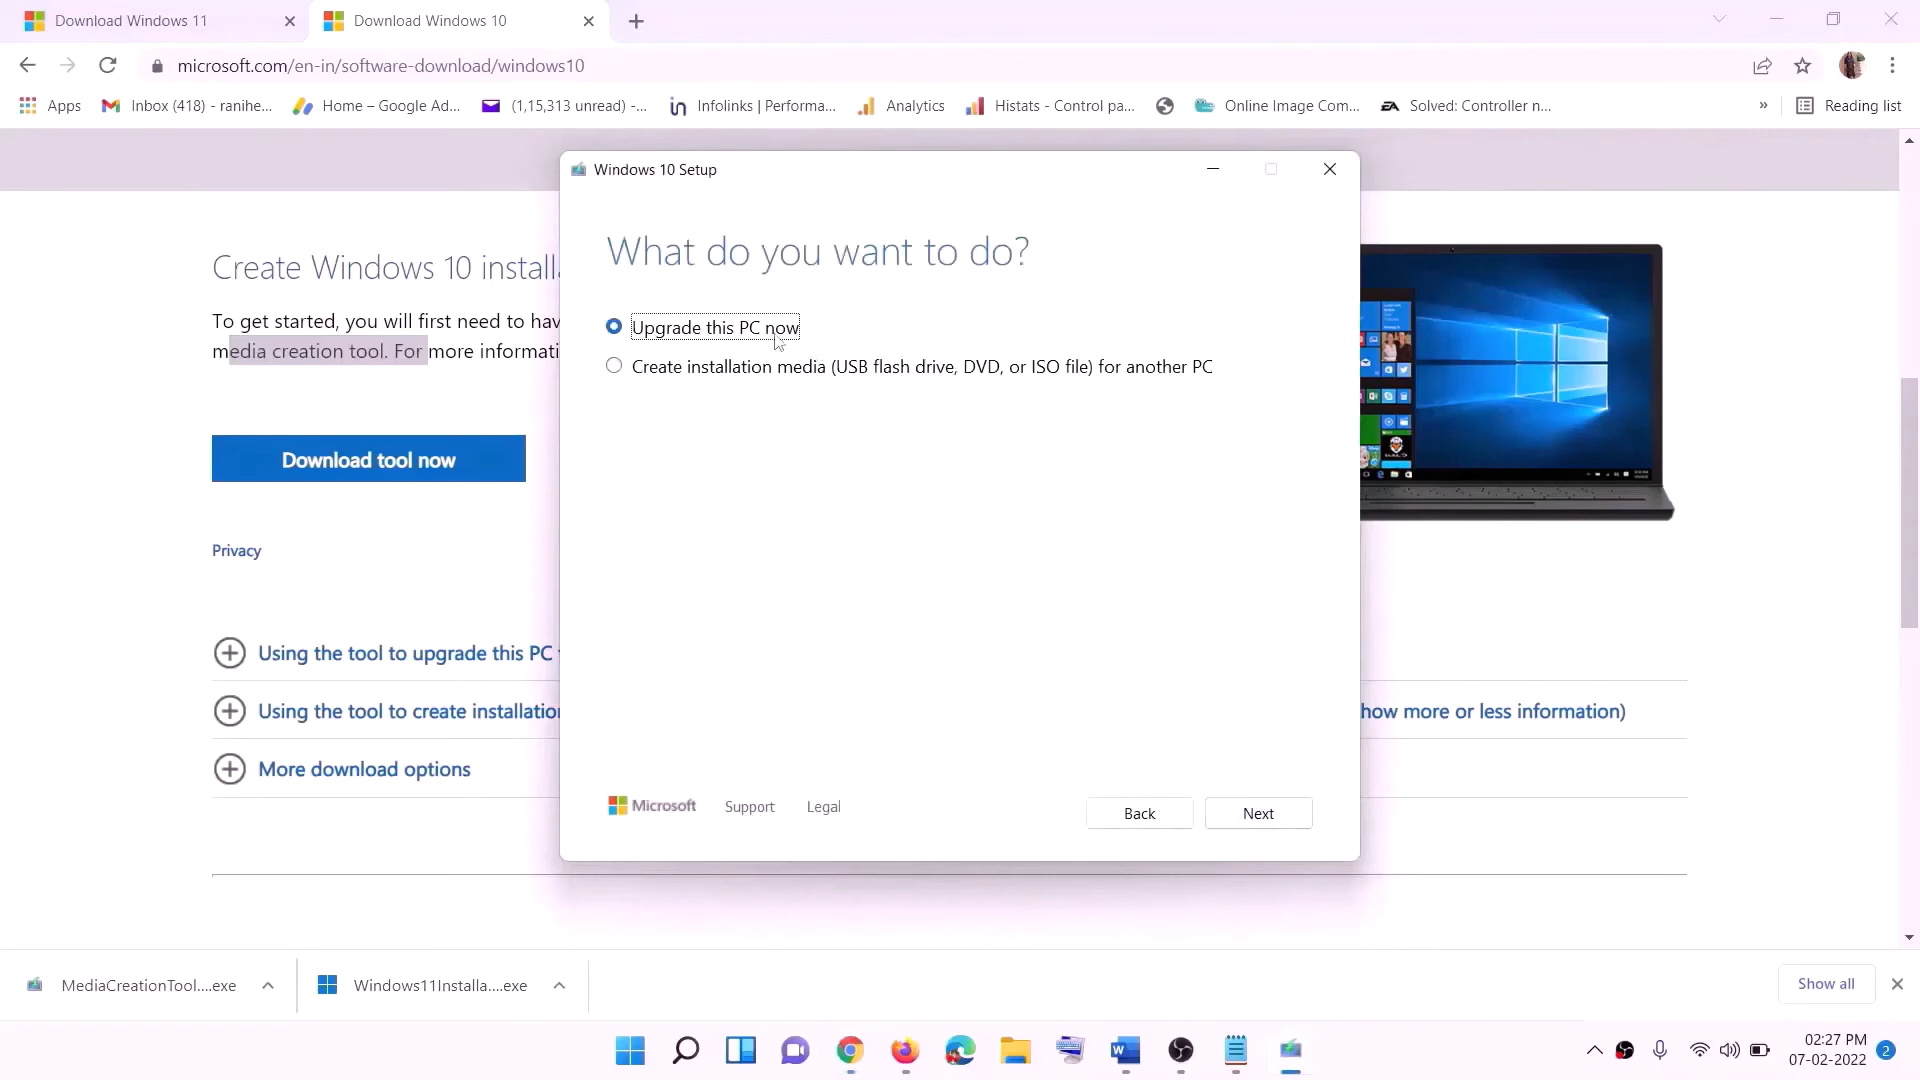 Download Windows 11
Download Windows 10
microsoft.com/en-in/software-download/windows10
Apps
Inbox (418) - ranihe...
Home – Google Ad...
(1,15,313 unread) -...
Infolinks | Performa...
Analytics
Histats - Control pa...
Online Image Com...
Solved: Controller n...
»
Reading list
Windows 10 Setup
What do you want to do?
Upgrade this PC now
Create installation media (USB flash drive, DVD, or ISO file) for another PC
Microsoft
Support
Legal
Back
Next
Create Windows 10 install
To get started, you will first need to hav
media creation tool. For more informati
Download tool now
Privacy
Using the tool to upgrade this PC
Using the tool to create installation
how more or less information)
More download options
MediaCreationTool....exe
Windows11Installa....exe
Show all
02:27 PM
07-02-2022
2